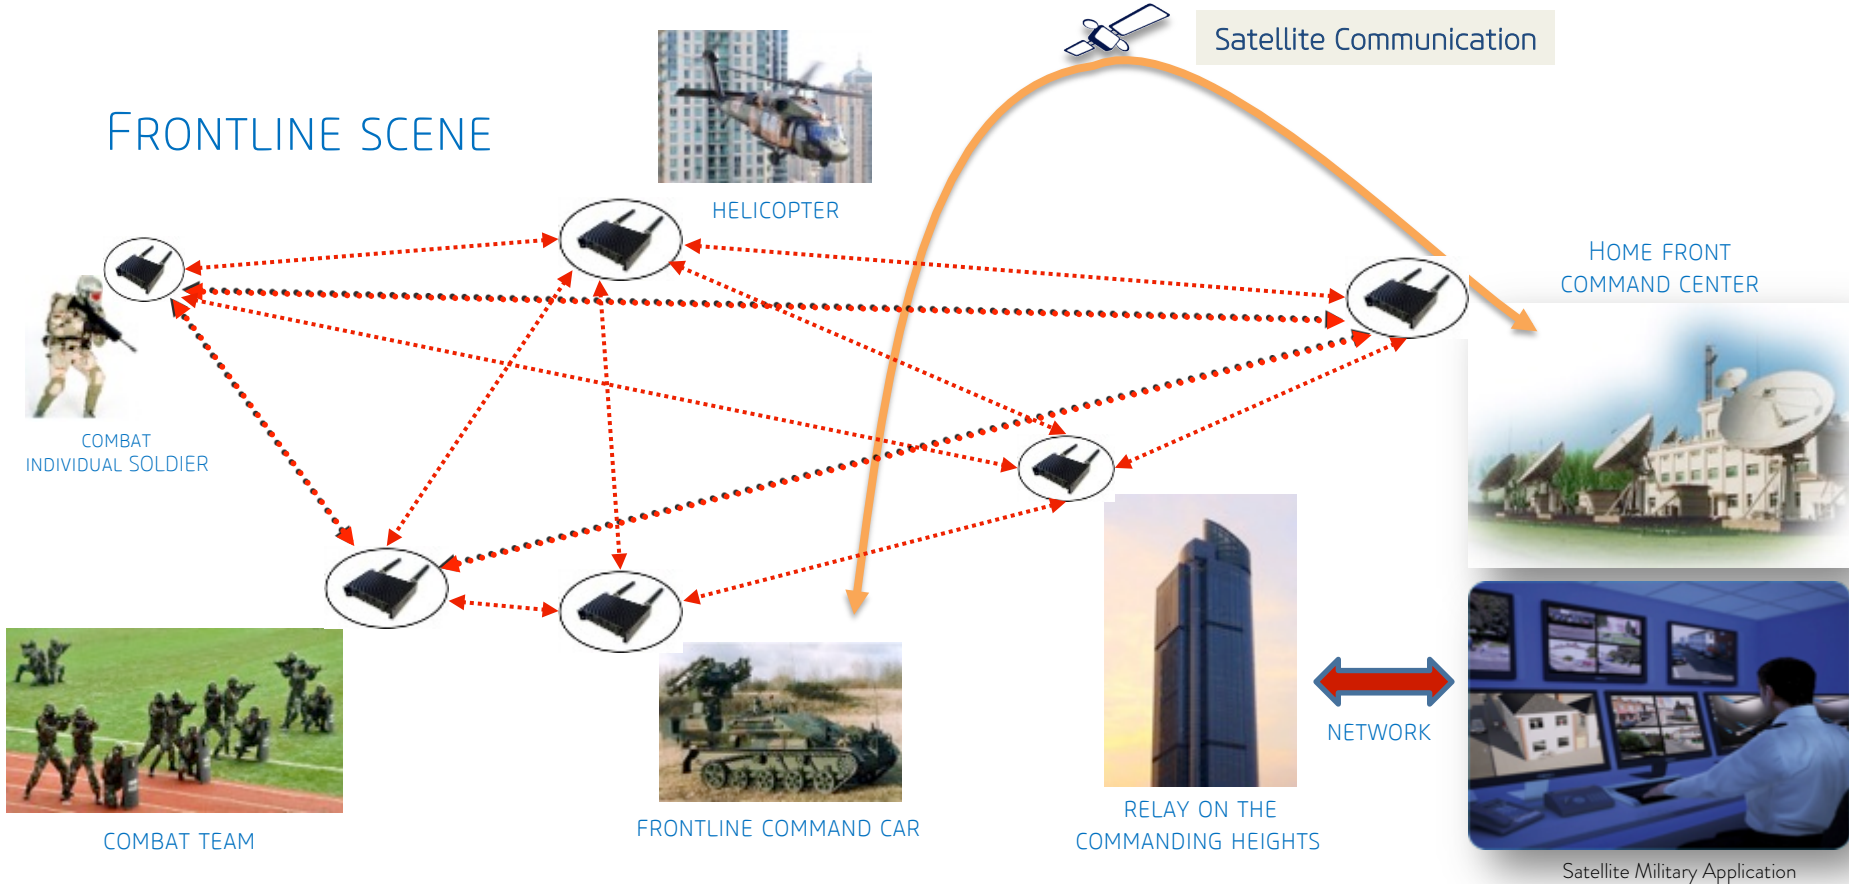 Satellite Communication
FRONTLINE SCENE
HELICOPTER
HOME FRONT
COMMAND CENTER
COMBAT
INDIVIDUAL SOLDIER
NETWORK
COMBAT TEAM
FRONTLINE COMMAND CAR
RELAY ON THE
COMMANDING HEIGHTS
Satellite Military Application